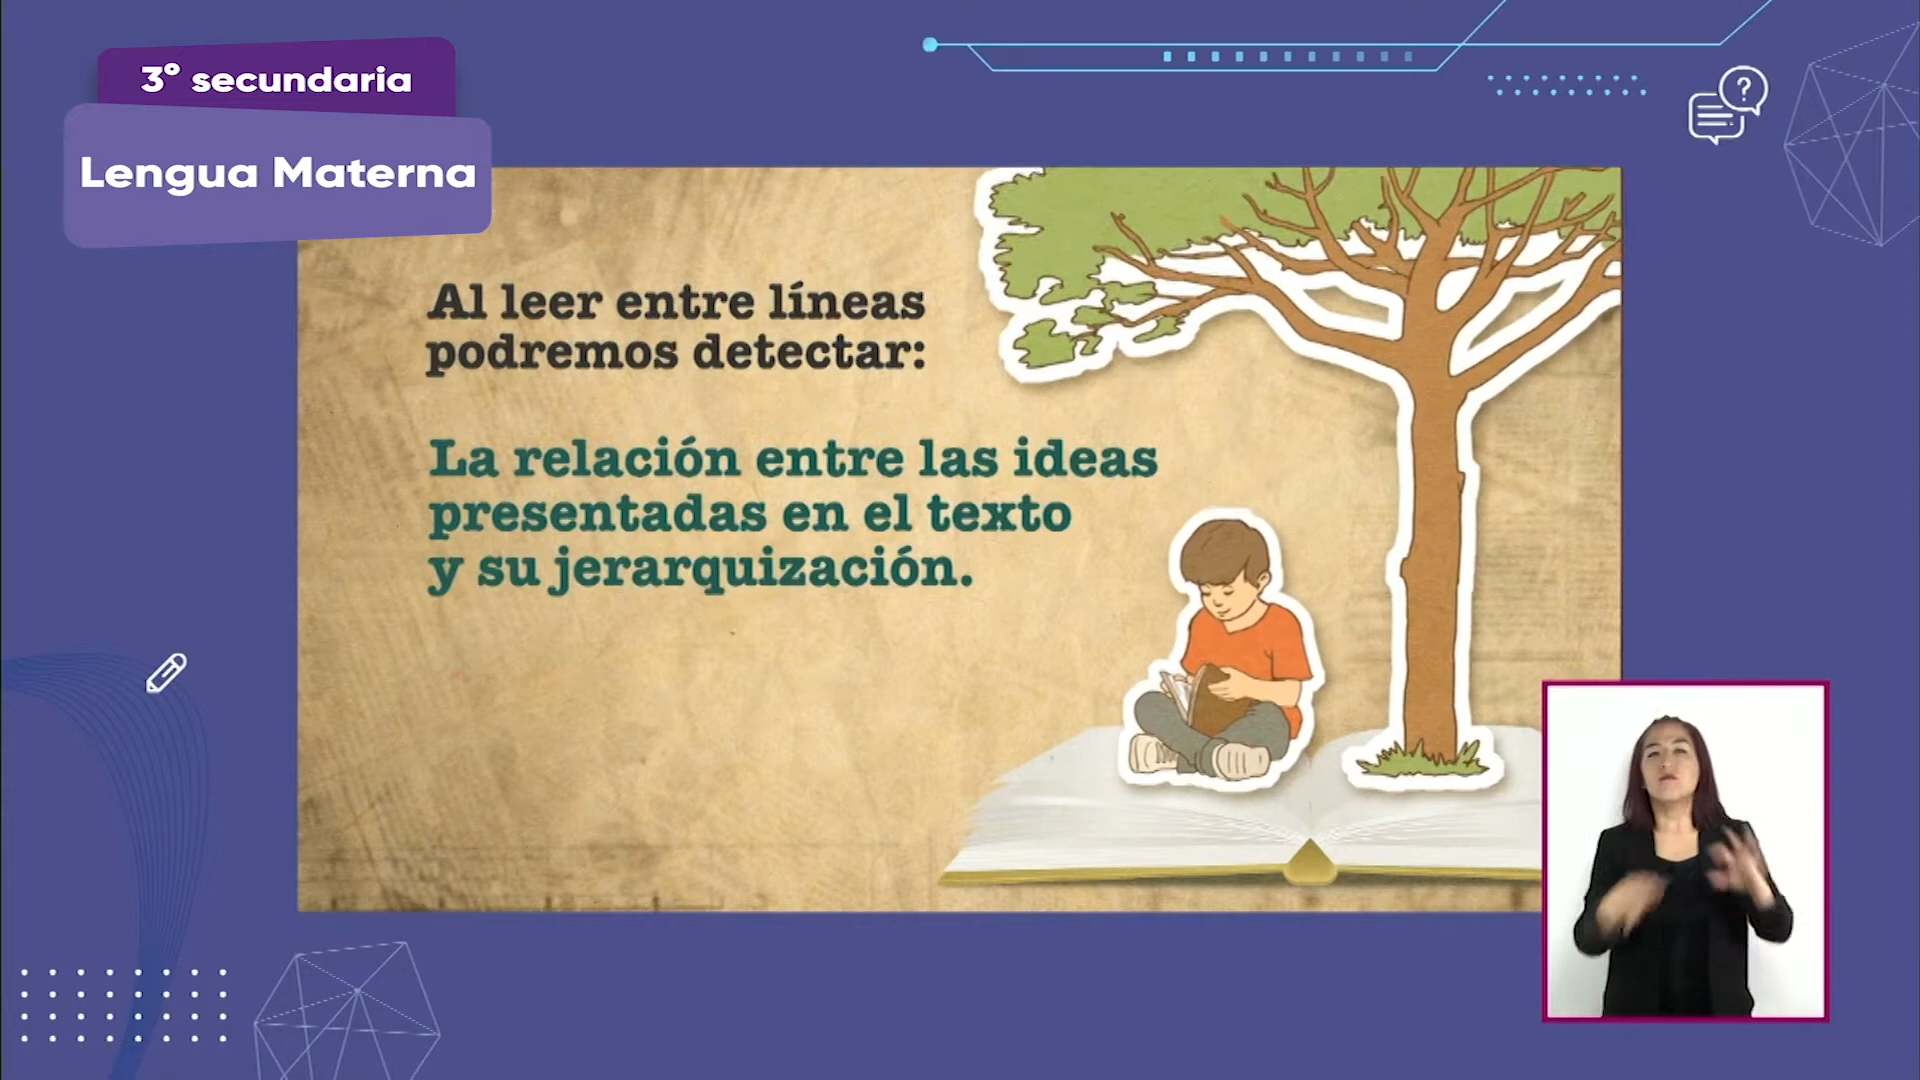 3° secundaria
Lengua Materna
Al leer entre líneas
podremos detectar:
La relación entre las ideas
presentadas en el texto
y su jerarquización.
?